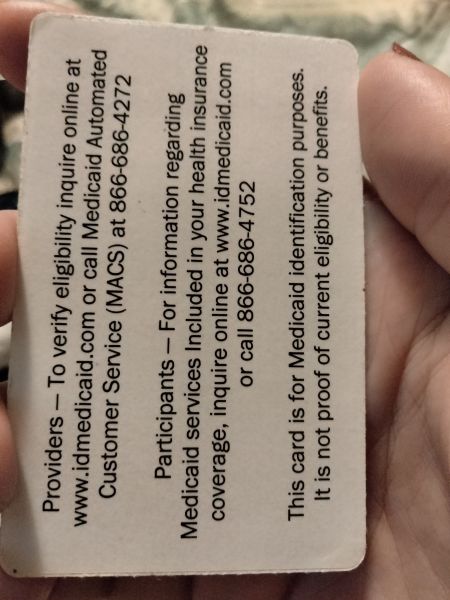 Providers – To verify eligibility inquire online at
www.idmedicaid.com or call Medicaid Automated
Customer Service (MACS) at 866-686-4272
Participants – For information regarding
Medicaid services Included in your health insurance
coverage, inquire online at www.idmedicaid.com
or call 866-686-4752
This card is for Medicaid identification purposes.
It is not proof of current eligibility or benefits.